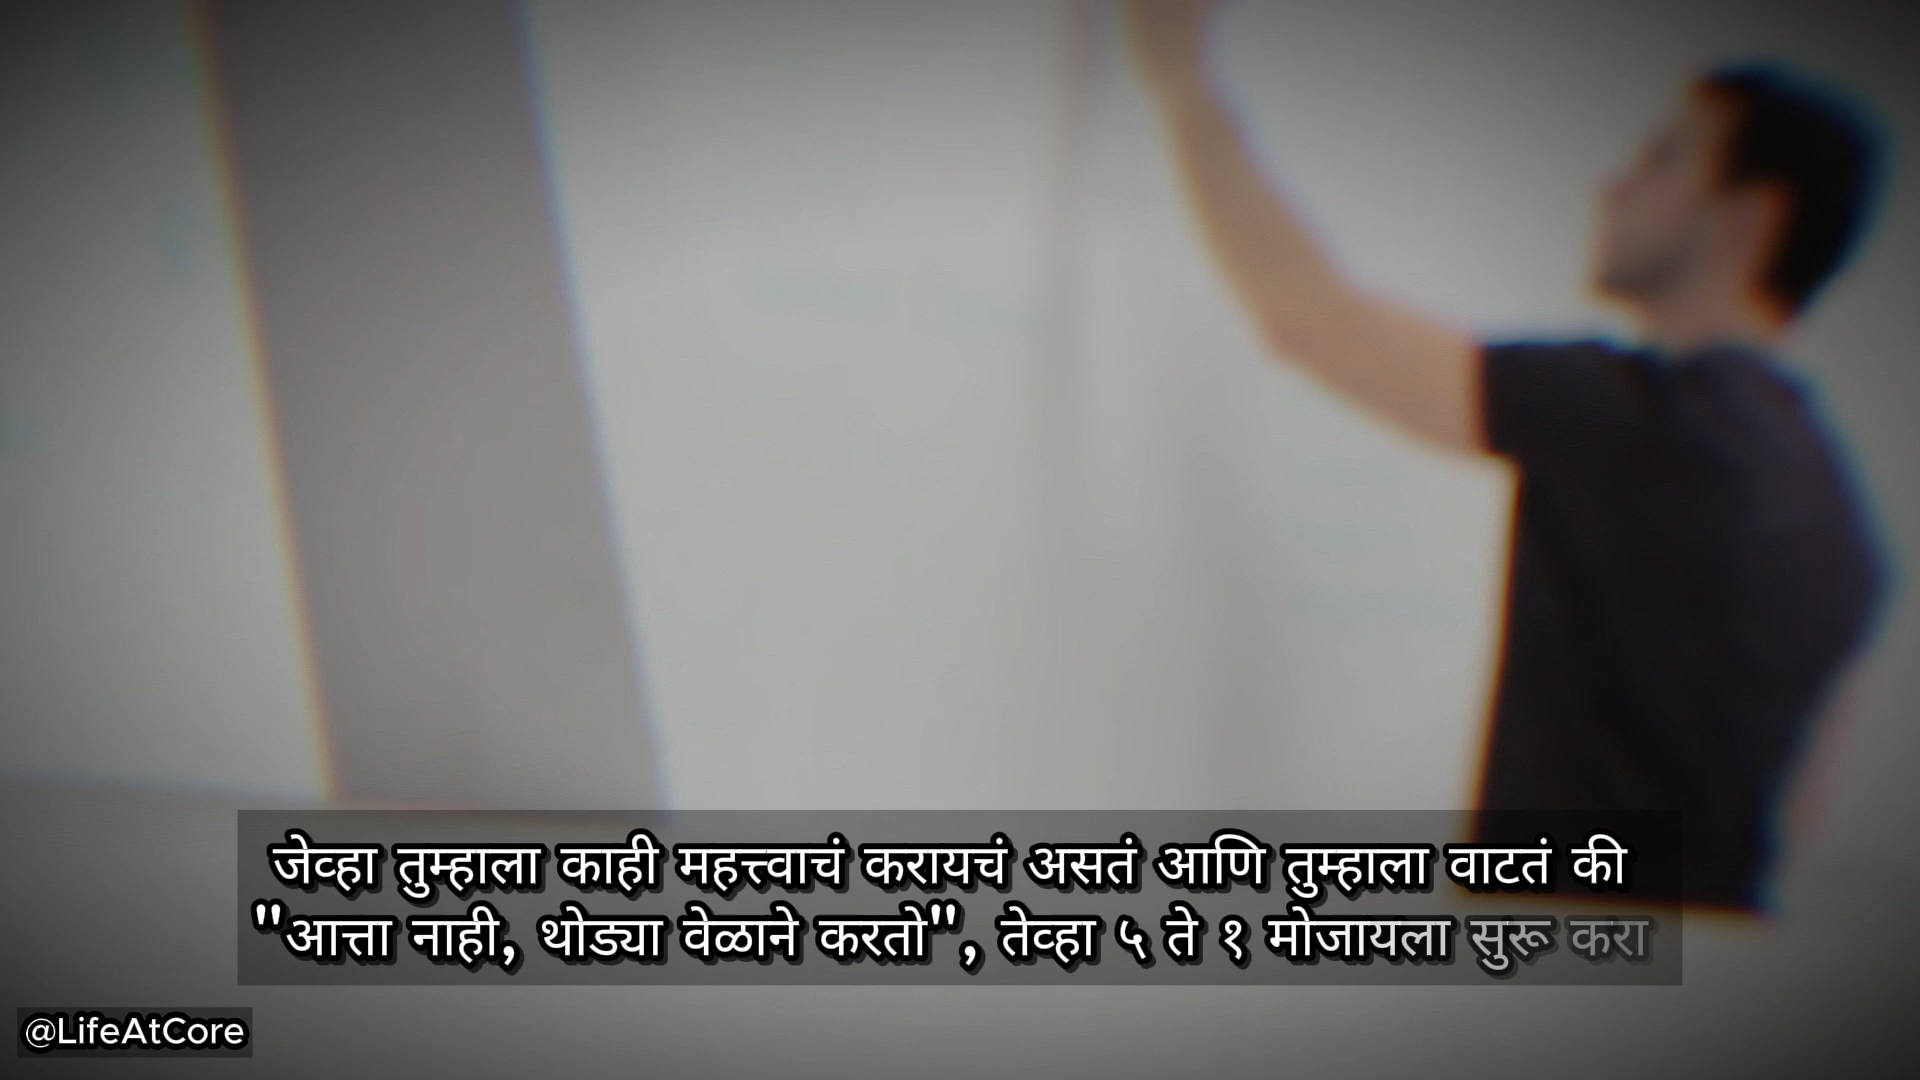 जेव्हा तुम्हाला काही महत्त्वाचं करायचं असतं आणि तुम्हाला वाटतं की
"आत्ता नाही, थोड्या वेळाने करतो", तेव्हा ५ ते १ मोजायला सुरू करा
@LifeAtCore